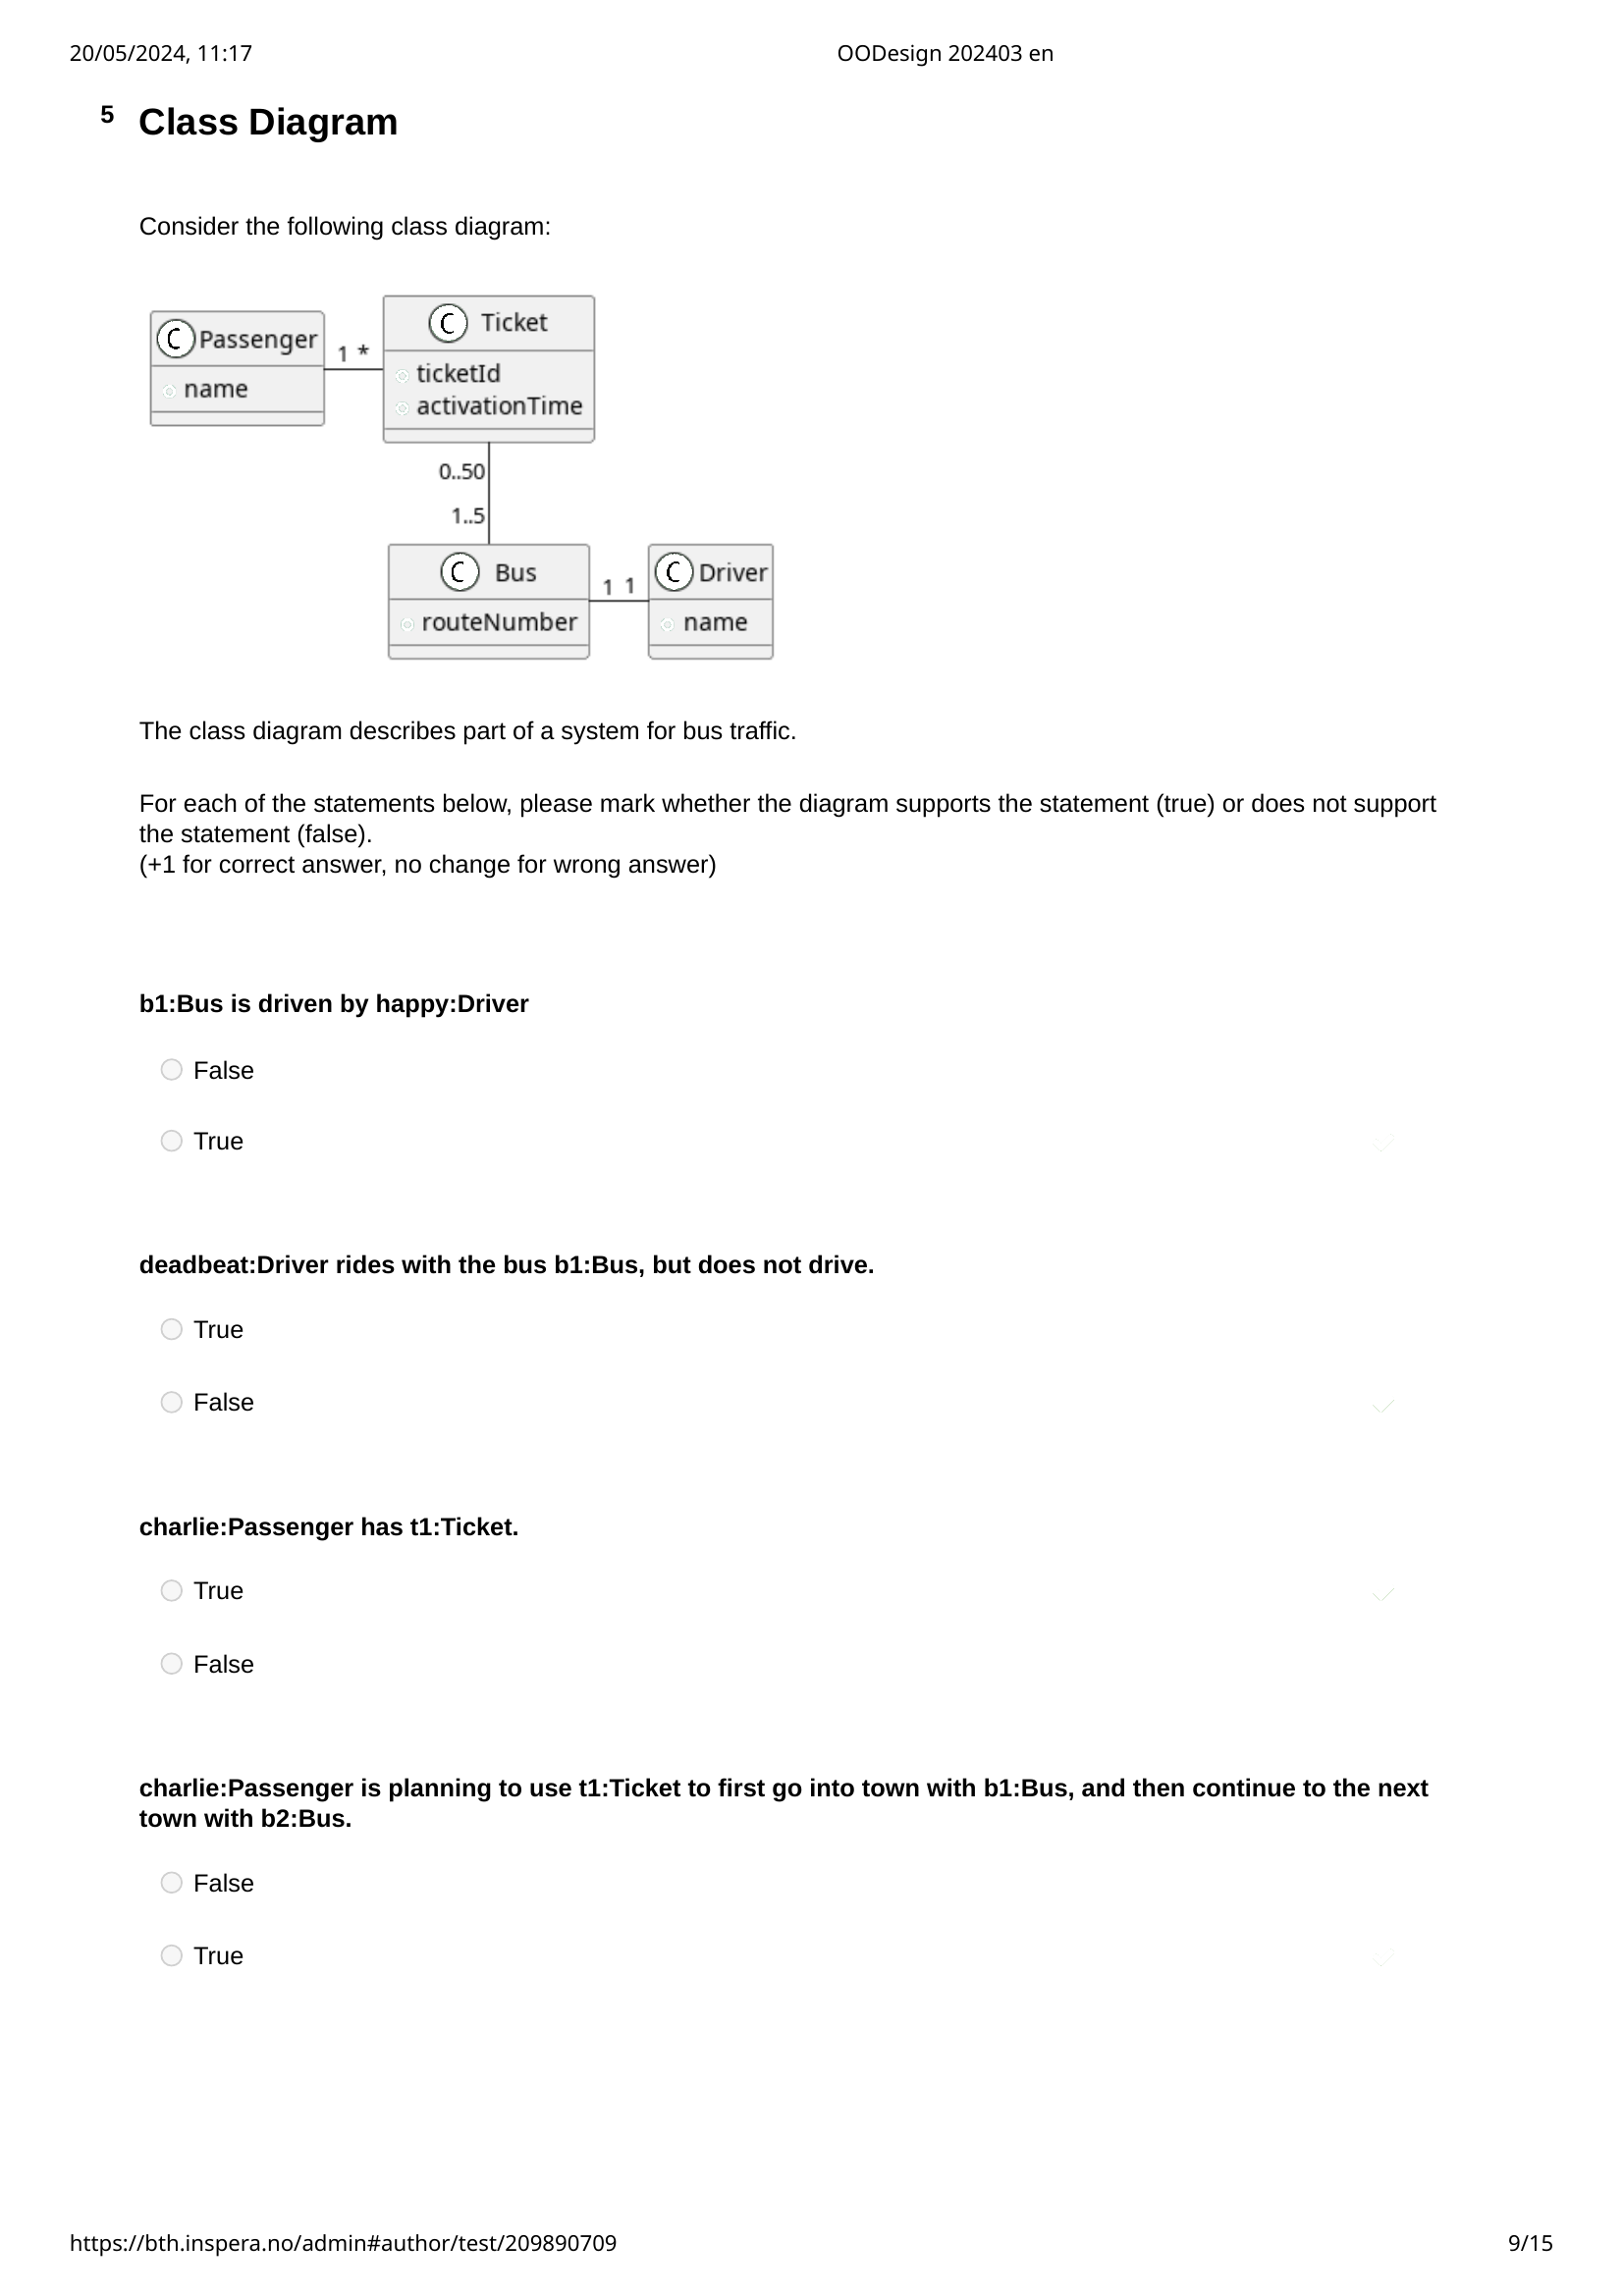 20/05/2024, 11:17
OODesign 202403 en
5
Class Diagram
Consider the following class diagram:
C Passenger
name
1 *
C Ticket
ticketId
activationTime
0..50
1..5
C Bus
routeNumber
1 1
C Driver
name
The class diagram describes part of a system for bus traffic.
For each of the statements below, please mark whether the diagram supports the statement (true) or does not support
the statement (false).
(+1 for correct answer, no change for wrong answer)
b1:Bus is driven by happy:Driver
False
True
deadbeat:Driver rides with the bus b1:Bus, but does not drive.
True
False
charlie:Passenger has t1:Ticket.
True
False
charlie:Passenger is planning to use t1:Ticket to first go into town with b1:Bus, and then continue to the next
town with b2:Bus.
False
True
https://bth.inspera.no/admin#author/test/209890709
9/15